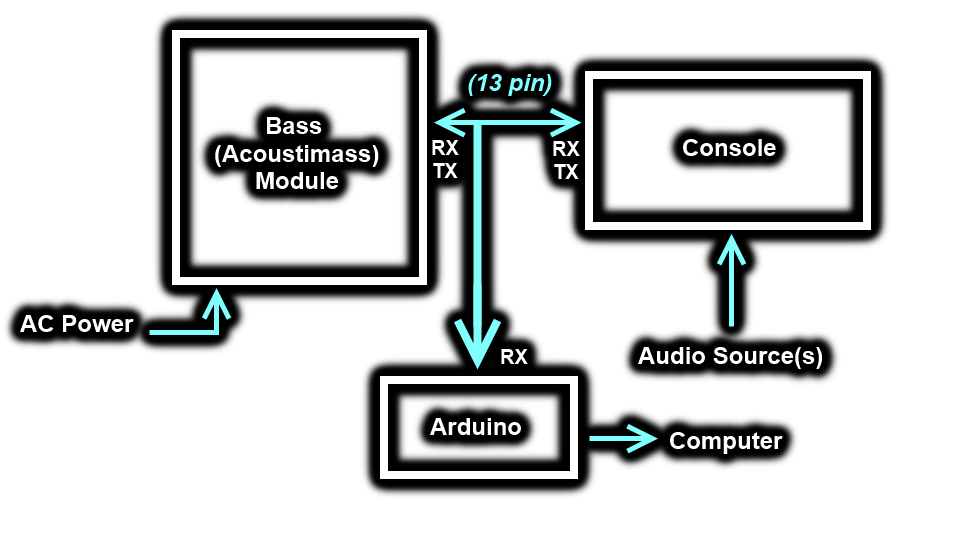 (13 pin)
Bass
(Acoustimass)
Module
RX
TX
RX
TX
Console
AC Power
RX
Audio Source(s)
Arduino
Computer